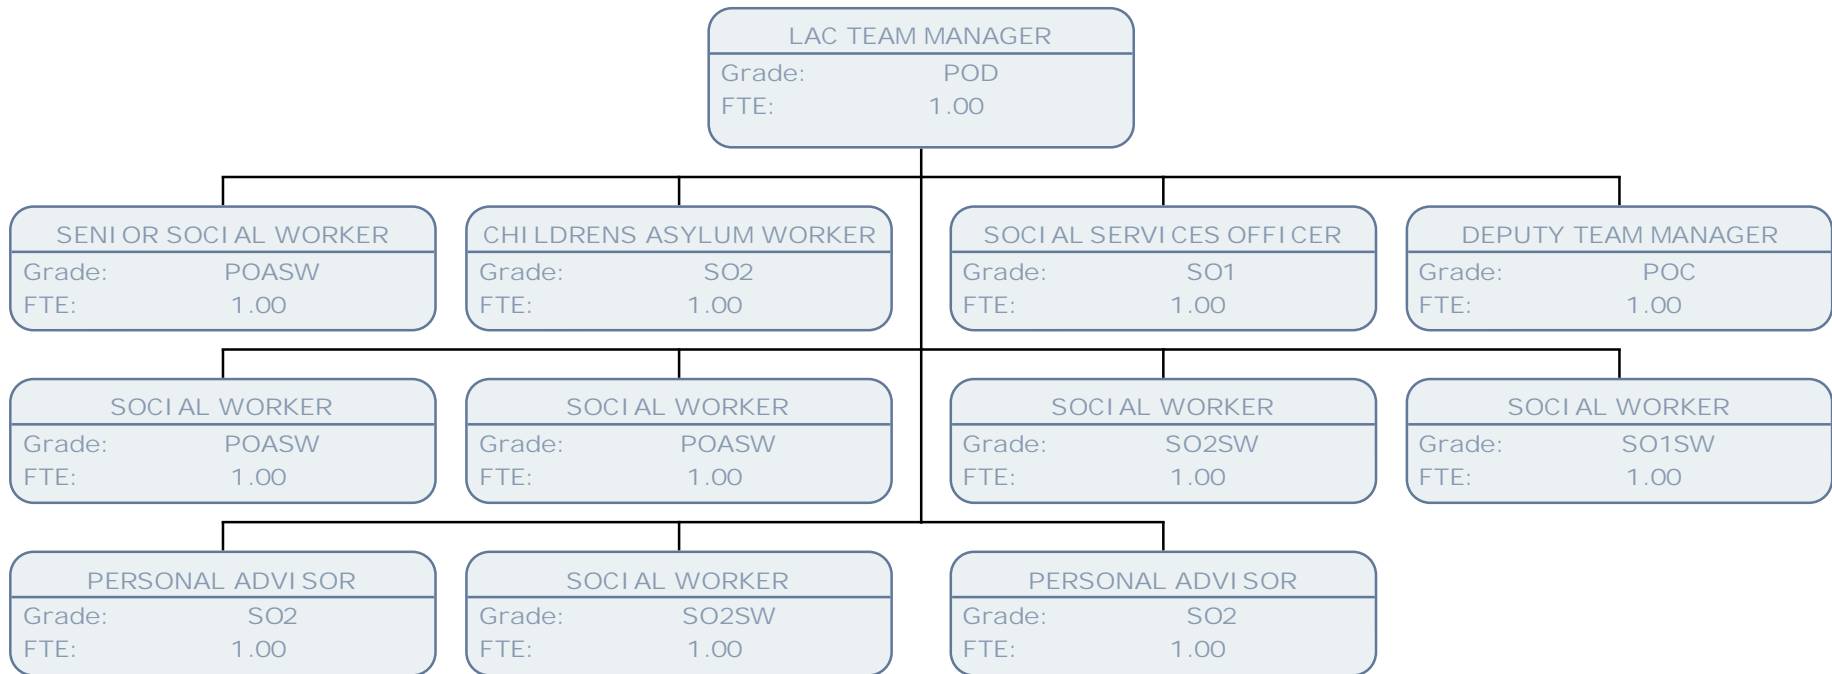 LAC TEAM MANAGER
Grade: POD
FTE: 1.00
SENIOR SOCIAL WORKER
Grade: POASW
FTE: 1.00
CHILDRENS ASYLUM WORKER
Grade: SO2
FTE: 1.00
SOCIAL SERVICES OFFICER
Grade: SO1
FTE: 1.00
DEPUTY TEAM MANAGER
Grade: POC
FTE: 1.00
SOCIAL WORKER
Grade: POASW
FTE: 1.00
SOCIAL WORKER
Grade: POASW
FTE: 1.00
SOCIAL WORKER
Grade: SO2SW
FTE: 1.00
SOCIAL WORKER
Grade: SO1SW
FTE: 1.00
PERSONAL ADVISOR
Grade: SO2
FTE: 1.00
SOCIAL WORKER
Grade: SO2SW
FTE: 1.00
PERSONAL ADVISOR
Grade: SO2
FTE: 1.00